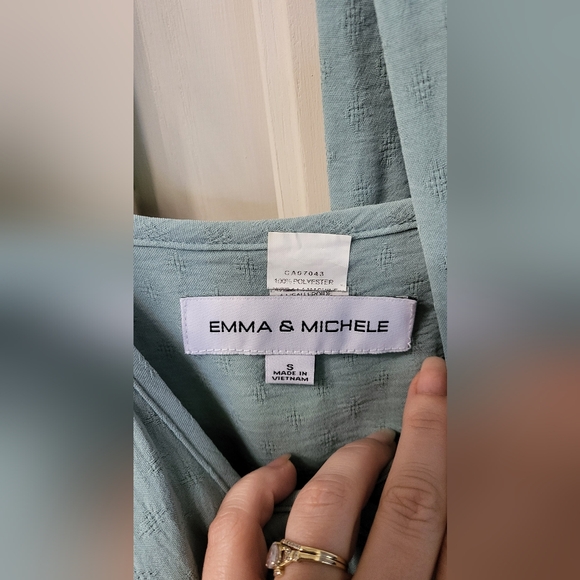 CA07043
100% POLYESTER
EMMA & MICHELE
S
MADE IN
VIETNAM